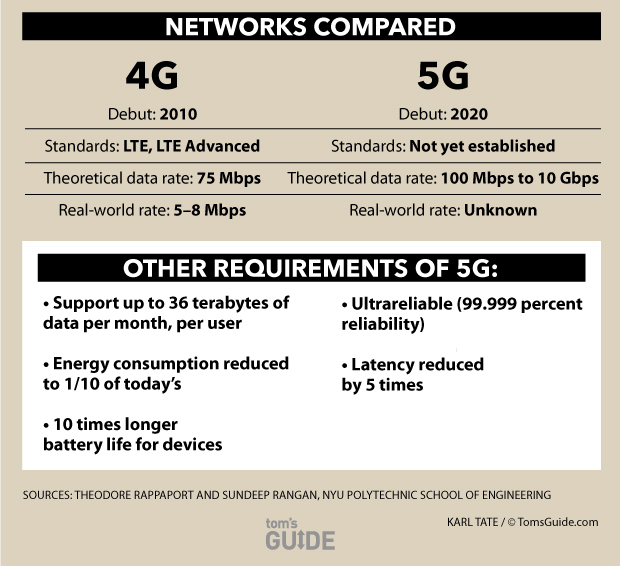 NETWORKS COMPARED
4G
Debut: 2010
Standards: LTE, LTE Advanced
Theoretical data rate: 75 Mbps
Real-world rate: 5–8 Mbps
5G
Debut: 2020
Standards: Not yet established
Theoretical data rate: 100 Mbps to 10 Gbps
Real-world rate: Unknown
OTHER REQUIREMENTS OF 5G:
• Support up to 36 terabytes of
data per month, per user
• Energy consumption reduced
to 1/10 of today’s
• 10 times longer
battery life for devices
• Ultrareliable (99.999 percent
reliability)
• Latency reduced
by 5 times
SOURCES: THEODORE RAPPAPORT AND SUNDEEP RANGAN, NYU POLYTECHNIC SCHOOL OF ENGINEERING
KARL TATE / © TomsGuide.com
tom's
GUIDE